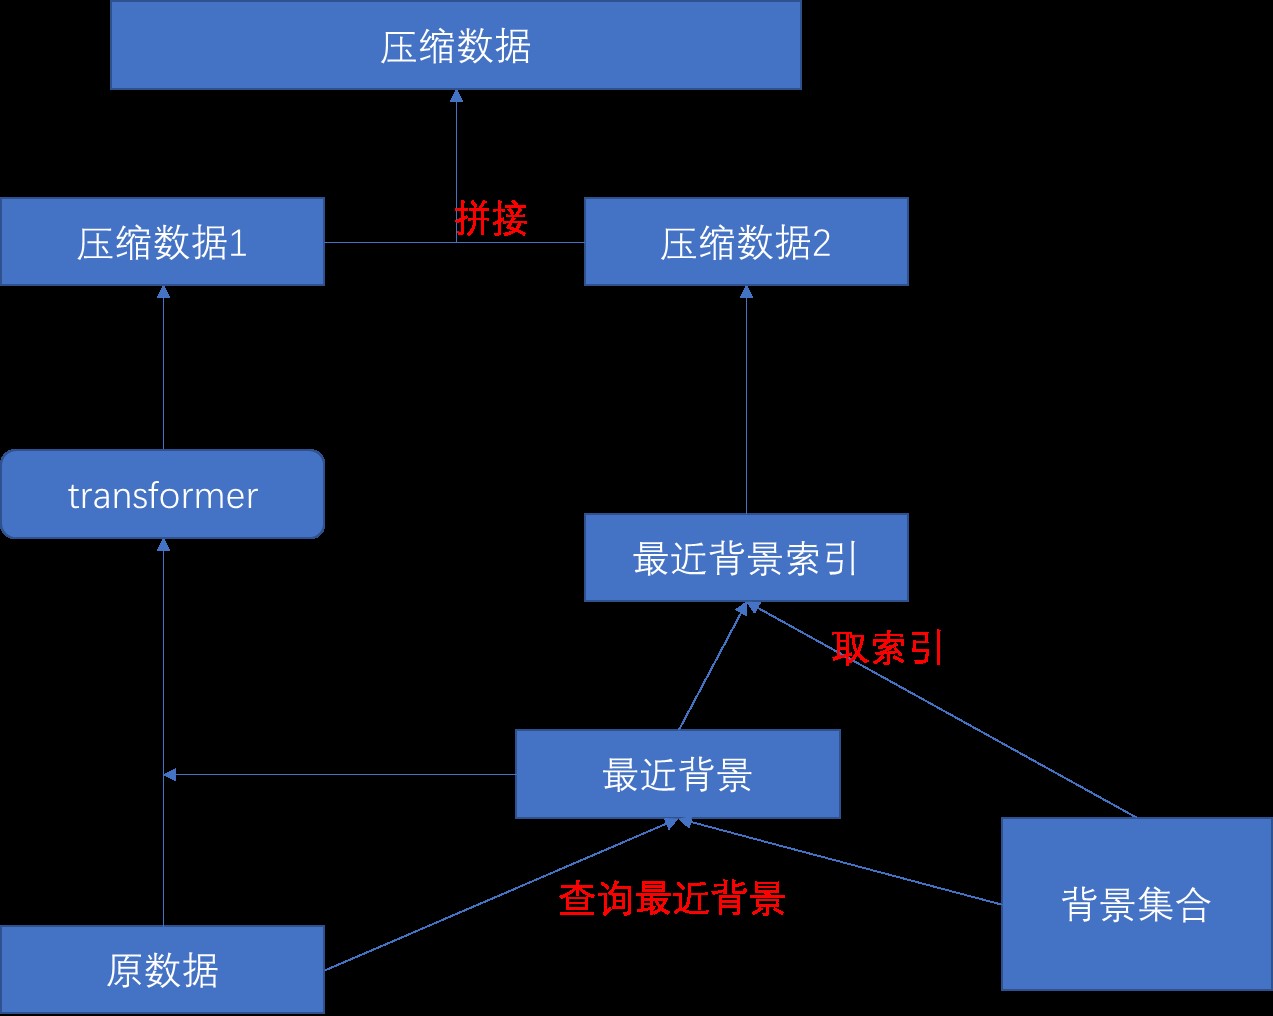 压缩数据
压缩数据1
拼接
压缩数据2
transformer
最近背景索引
取索引
最近背景
查询最近背景
背景集合
原数据